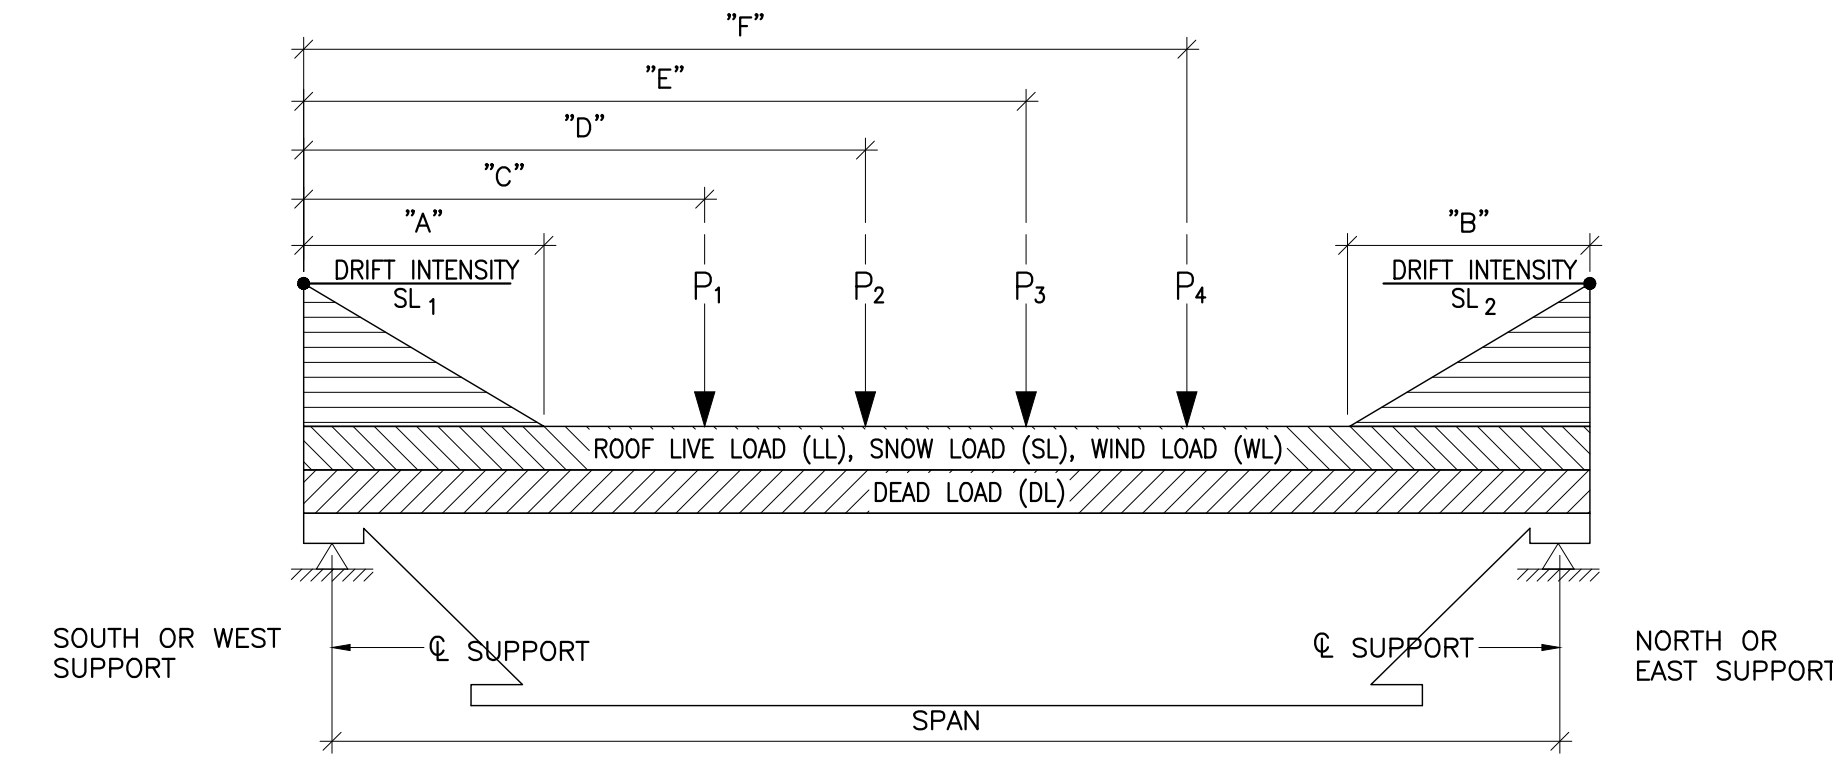 "F"
"E"
"D"
"C"
"A"
"B"
DRIFT INTENSITY
SL 1
DRIFT INTENSITY
SL 2
P1
P2
P3
P4
ROOF LIVE LOAD (LL), SNOW LOAD (SL), WIND LOAD (WL)
DEAD LOAD (DL)
SOUTH OR WEST
SUPPORT
℄ SUPPORT
℄ SUPPORT
NORTH OR
EAST SUPPORT
SPAN